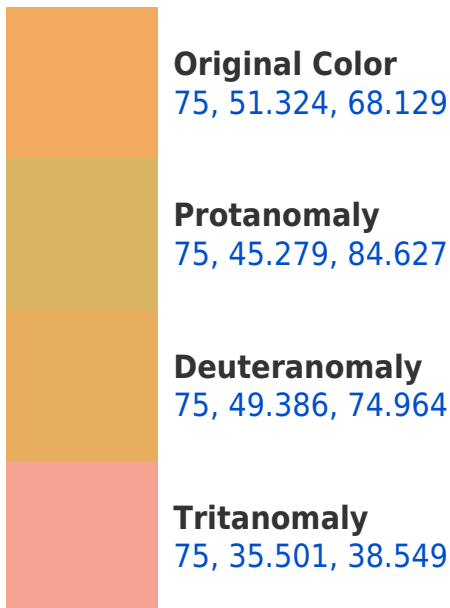 Original Color
75, 51.324, 68.129
Protanomaly
75, 45.279, 84.627
Deuteranomaly
75, 49.386, 74.964
Tritanomaly
75, 35.501, 38.549